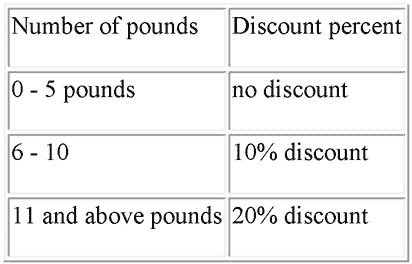 Number of pounds Discount percent
0 - 5 pounds no discount
6 - 10 10% discount
11 and above pounds 20% discount